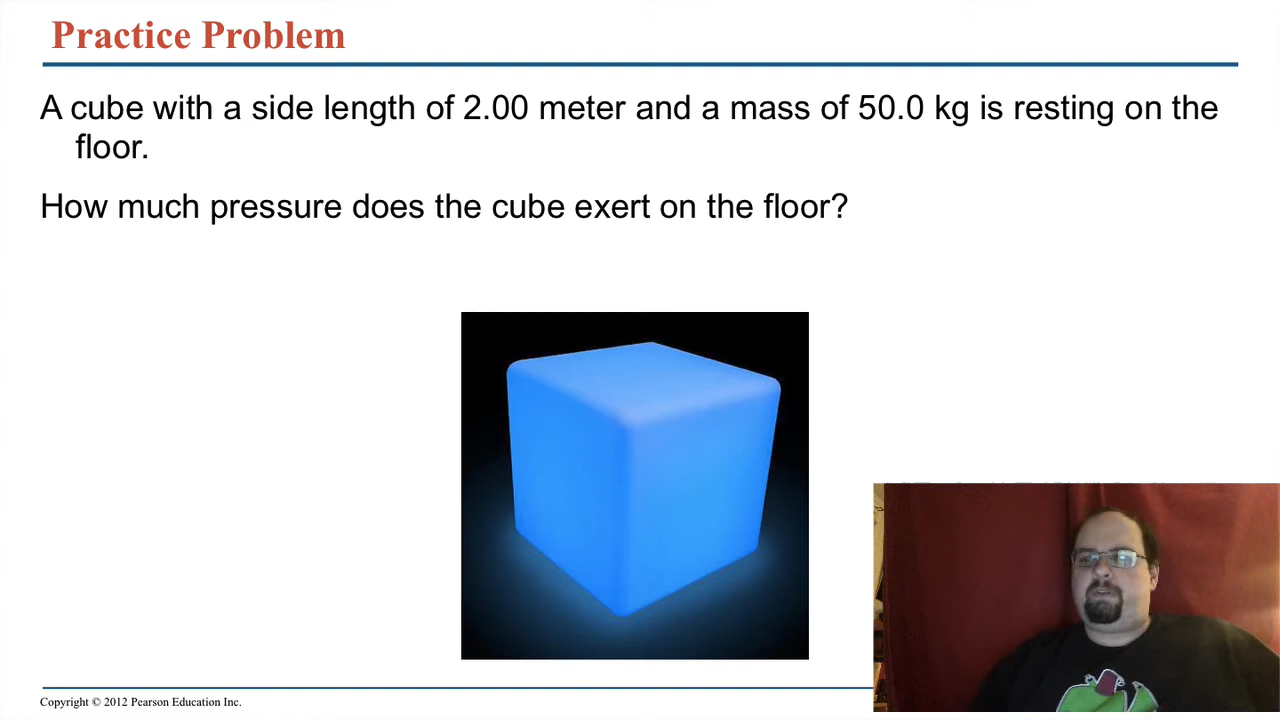 Practice Problem
A cube with a side length of 2.00 meter and a mass of 50.0 kg is resting on the
floor.
How much pressure does the cube exert on the floor?
Copyright © 2012 Pearson Education Inc.